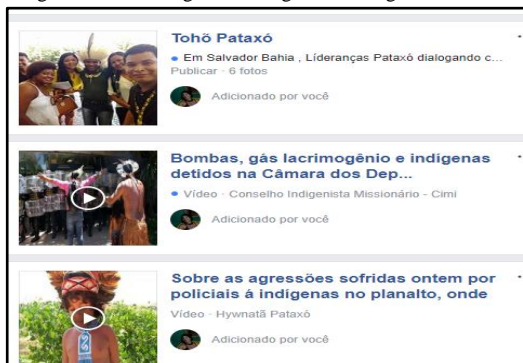 Tohõ Pataxó
Em Salvador Bahia , Líderanças Pataxó dialogando c...
Publicar · 6 fotos
Adicionado por você
Bombas, gás lacrimogênio e indígenas
detidos na Câmara dos Dep...
Vídeo · Conselho Indigenista Missionário - Cimi
Adicionado por você
Sobre as agressões sofridas ontem por
policiais á indígenas no planalto, onde
Vídeo · Hywnatã Pataxó
Adicionado por você